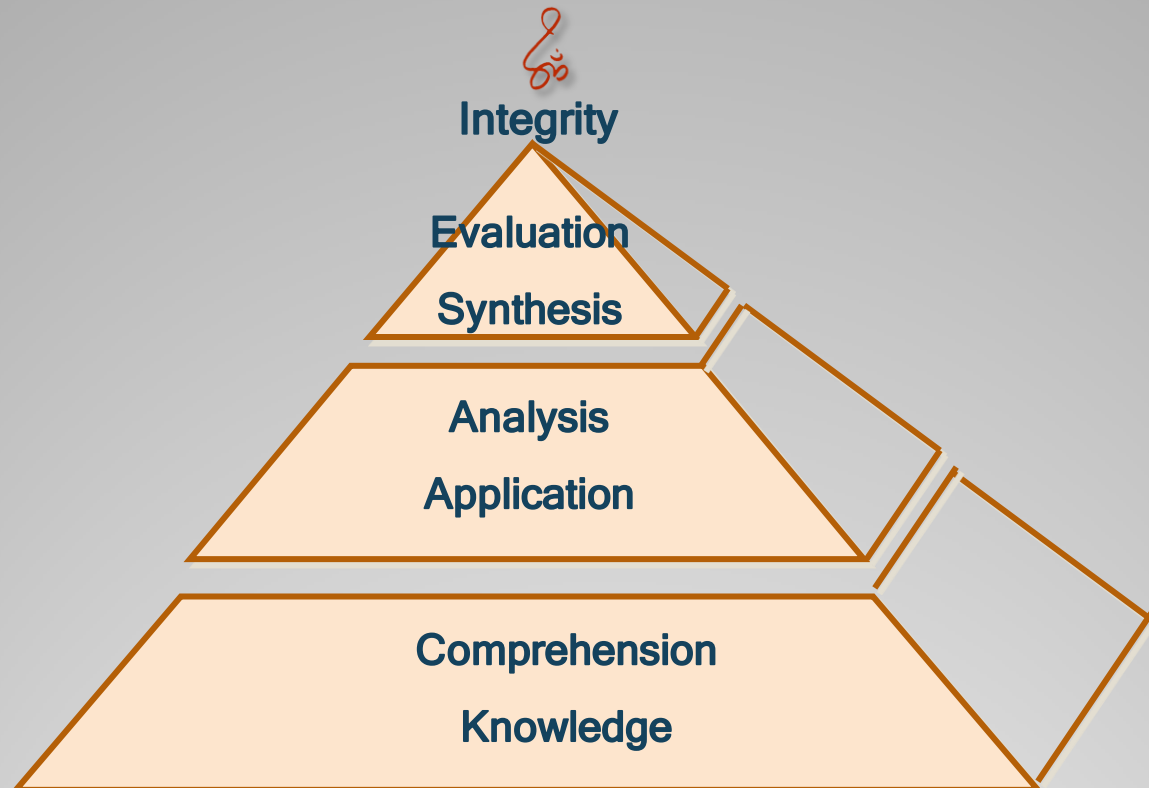 ॐ
Integrity
Evaluation
Synthesis
Analysis
Application
Comprehension
Knowledge